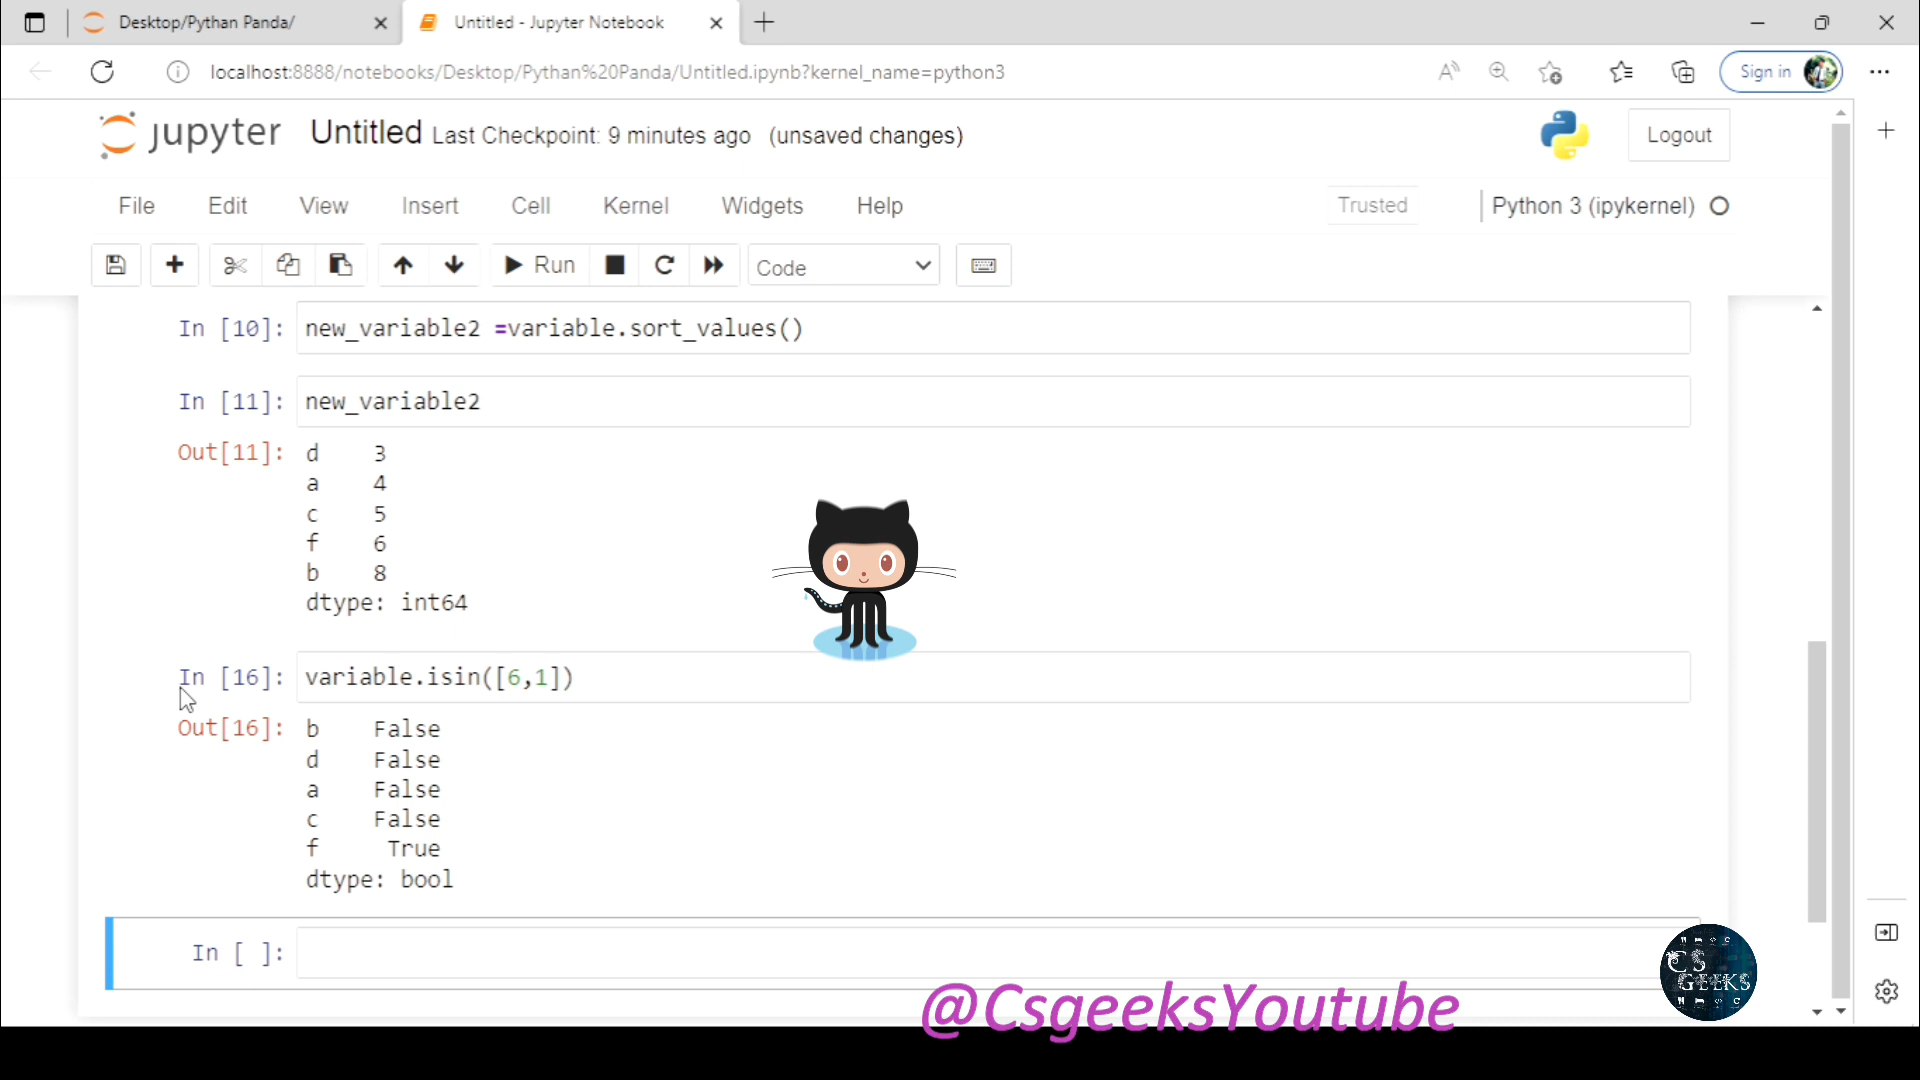 Desktop/Pythan Panda/
Untitled - Jupyter Notebook
localhost:8888/notebooks/Desktop/Pythan%20Panda/Untitled.ipynb?kernel_name=python3
Sign in
jupyter Untitled Last Checkpoint: 9 minutes ago (unsaved changes)
Logout
File Edit View Insert Cell Kernel Widgets Help
Trusted
Python 3 (ipykernel)
Run
Code
In [10]: new_variable2 =variable.sort_values()
In [11]: new_variable2
Out[11]: d 3
a 4
c 5
f 6
b 8
dtype: int64
In [16]: variable.isin([6,1])
Out[16]: b False
d False
a False
c False
f True
dtype: bool
In [ ]:
CS
GEEKS
@CsgeeksYoutube